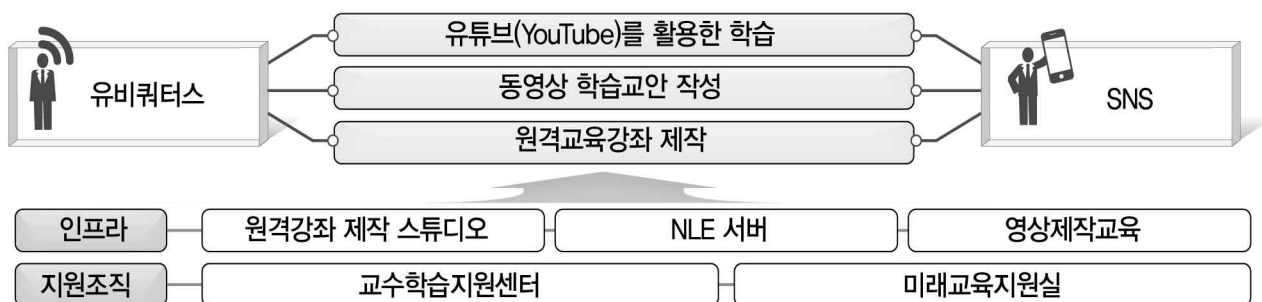 유튜브(YouTube)를 활용한 학습
유비쿼터스
동영상 학습교안 작성
SNS
원격교육강좌 제작
인프라
원격강좌 제작 스튜디오
NLE 서버
영상제작교육
지원조직
교수학습지원센터
미래교육지원실